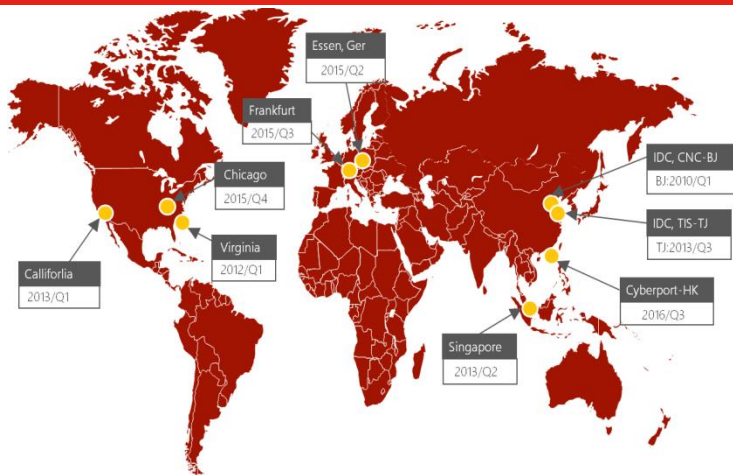 Essen, Ger
2015/Q2
Frankfurt
2015/Q3
Chicago
2015/Q4
Virginia
2012/Q1
Califforlia
2013/Q1
IDC, CNC-BJ
BJ:2010/Q1
IDC, TIS-TJ
TJ:2013/Q3
Cyberport-HK
2016/Q3
Singapore
2013/Q2